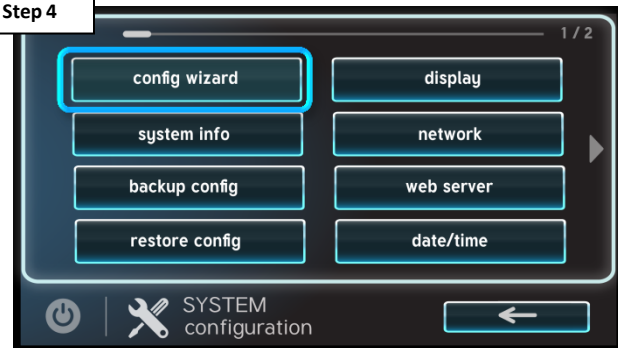 Step 4
1 / 2
config wizard
display
system info
network
backup config
web server
restore config
date/time
SYSTEM
configuration